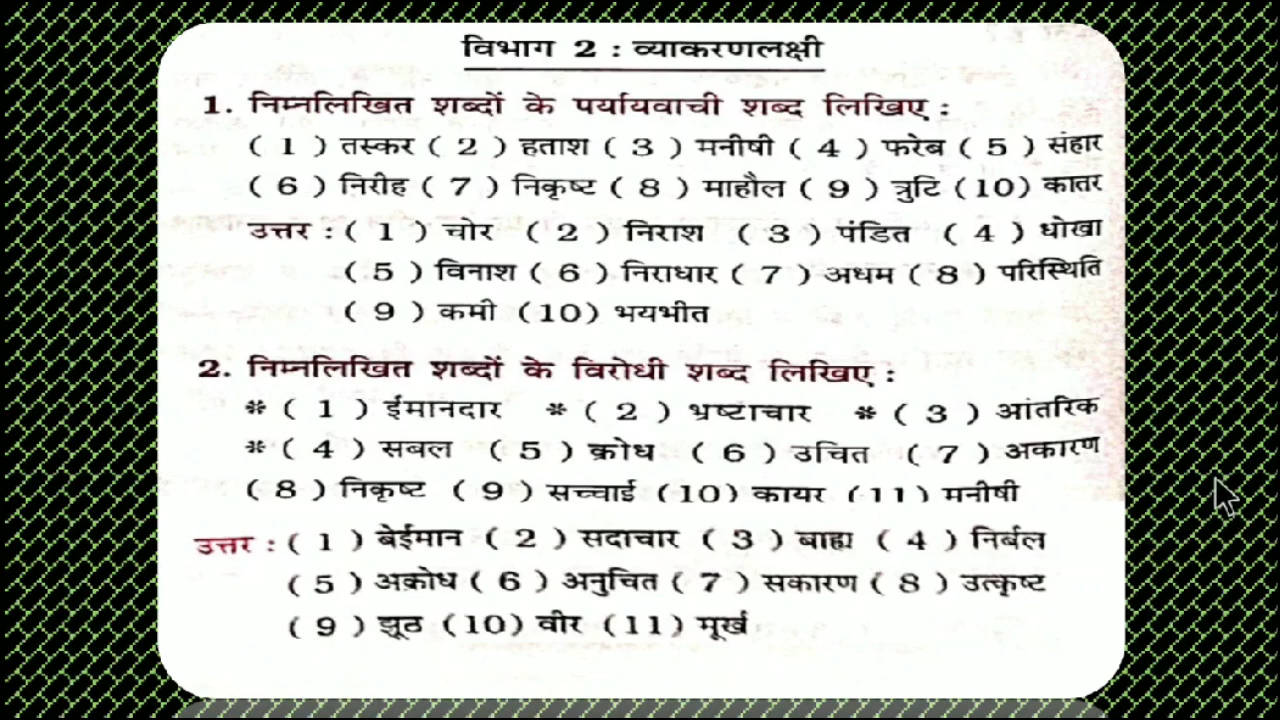 विभाग 2 : व्याकरणलक्षी
1. निम्नलिखित शब्दों के पर्यायवाची शब्द लिखिए :
( 1 ) तस्कर ( 2 ) हताश ( 3 ) मनीषी ( 4 ) फरेब ( 5 ) संहार
( 6 ) निरीह ( 7 ) निकृष्ट ( 8 ) माहौल ( 9 ) त्रुटि (10) कातर
उत्तर : ( 1 ) चोर ( 2 ) निराश ( 3 ) पंडित ( 4 ) धोखा
( 5 ) विनाश ( 6 ) निराधार ( 7 ) अधम ( 8 ) परिस्थिति
( 9 ) कमी (10) भयभीत
2. निम्नलिखित शब्दों के विरोधी शब्द लिखिए :
* ( 1 ) ईमानदार * ( 2 ) भ्रष्टाचार * ( 3 ) आंतरिक
* ( 4 ) सबल ( 5 ) क्रोध ( 6 ) उचित ( 7 ) अकारण
( 8 ) निकृष्ट ( 9 ) सच्चाई (10) कायर (11) मनीषी
उत्तर : ( 1 ) बेईमान ( 2 ) सदाचार ( 3 ) बाह्य ( 4 ) निर्बल
( 5 ) अक्रोध ( 6 ) अनुचित ( 7 ) सकारण ( 8 ) उत्कृष्ट
( 9 ) झूठ (10) वीर (11) मूर्ख